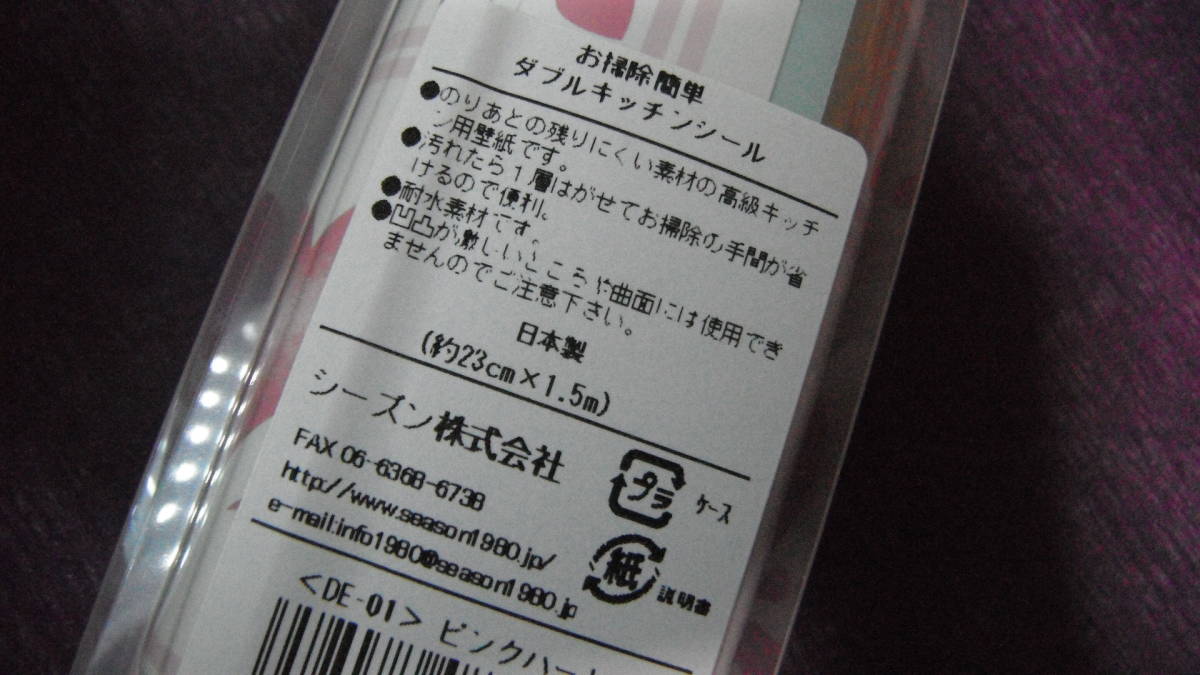 お掃除簡単
ダブルキッチンシール
●のりあとの残りにくい素材の高級キッチ
ン用壁紙です。
●汚れたら1層はがせてお掃除の手間が省
けるので便利。
●耐水素材です。
●凹凸が激しいところや曲面には使用でき
ませんのでご注意下さい。
日本製
(約23cm×1.5m)
シーズン株式会社
FAX 06-6368-6738
http://www.season1980.jp/
e-mail:info1980@season1980.jp
プラ ケース
紙 説明書
<DE-01> ピンクハート